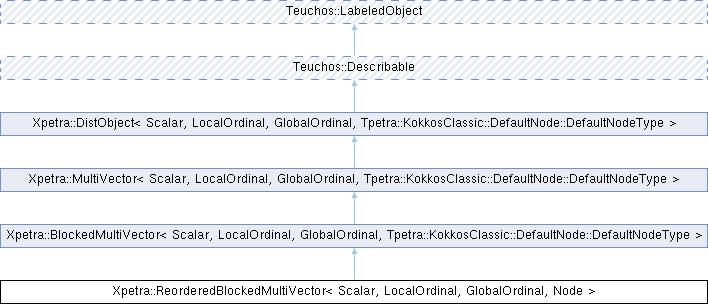 Teuchos::LabeledObject
Teuchos::Describable
Xpetra::DistObject< Scalar, LocalOrdinal, GlobalOrdinal, Tpetra::KokkosClassic::DefaultNode::DefaultNodeType >
Xpetra::MultiVector< Scalar, LocalOrdinal, GlobalOrdinal, Tpetra::KokkosClassic::DefaultNode::DefaultNodeType >
Xpetra::BlockedMultiVector< Scalar, LocalOrdinal, GlobalOrdinal, Tpetra::KokkosClassic::DefaultNode::DefaultNodeType >
Xpetra::ReorderedBlockedMultiVector< Scalar, LocalOrdinal, GlobalOrdinal, Node >